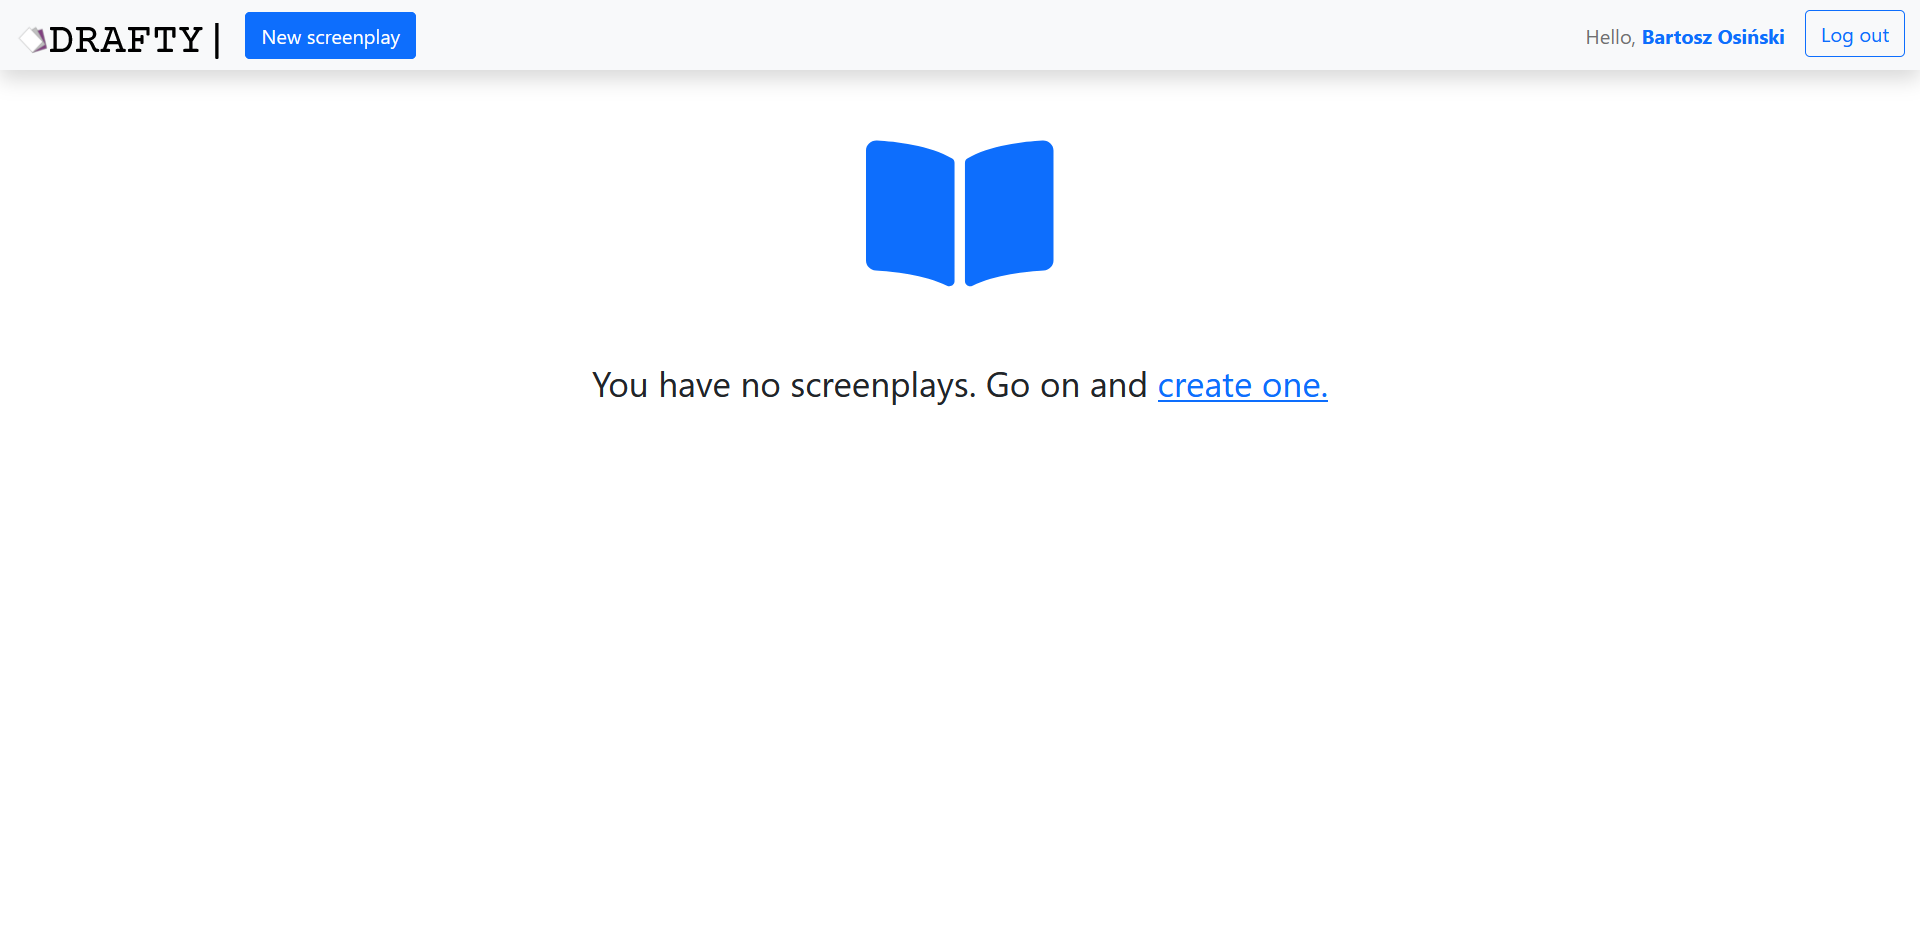 DRAFTY | New screenplay Hello, Bartosz Osiński Log out
You have no screenplays. Go on and create one.